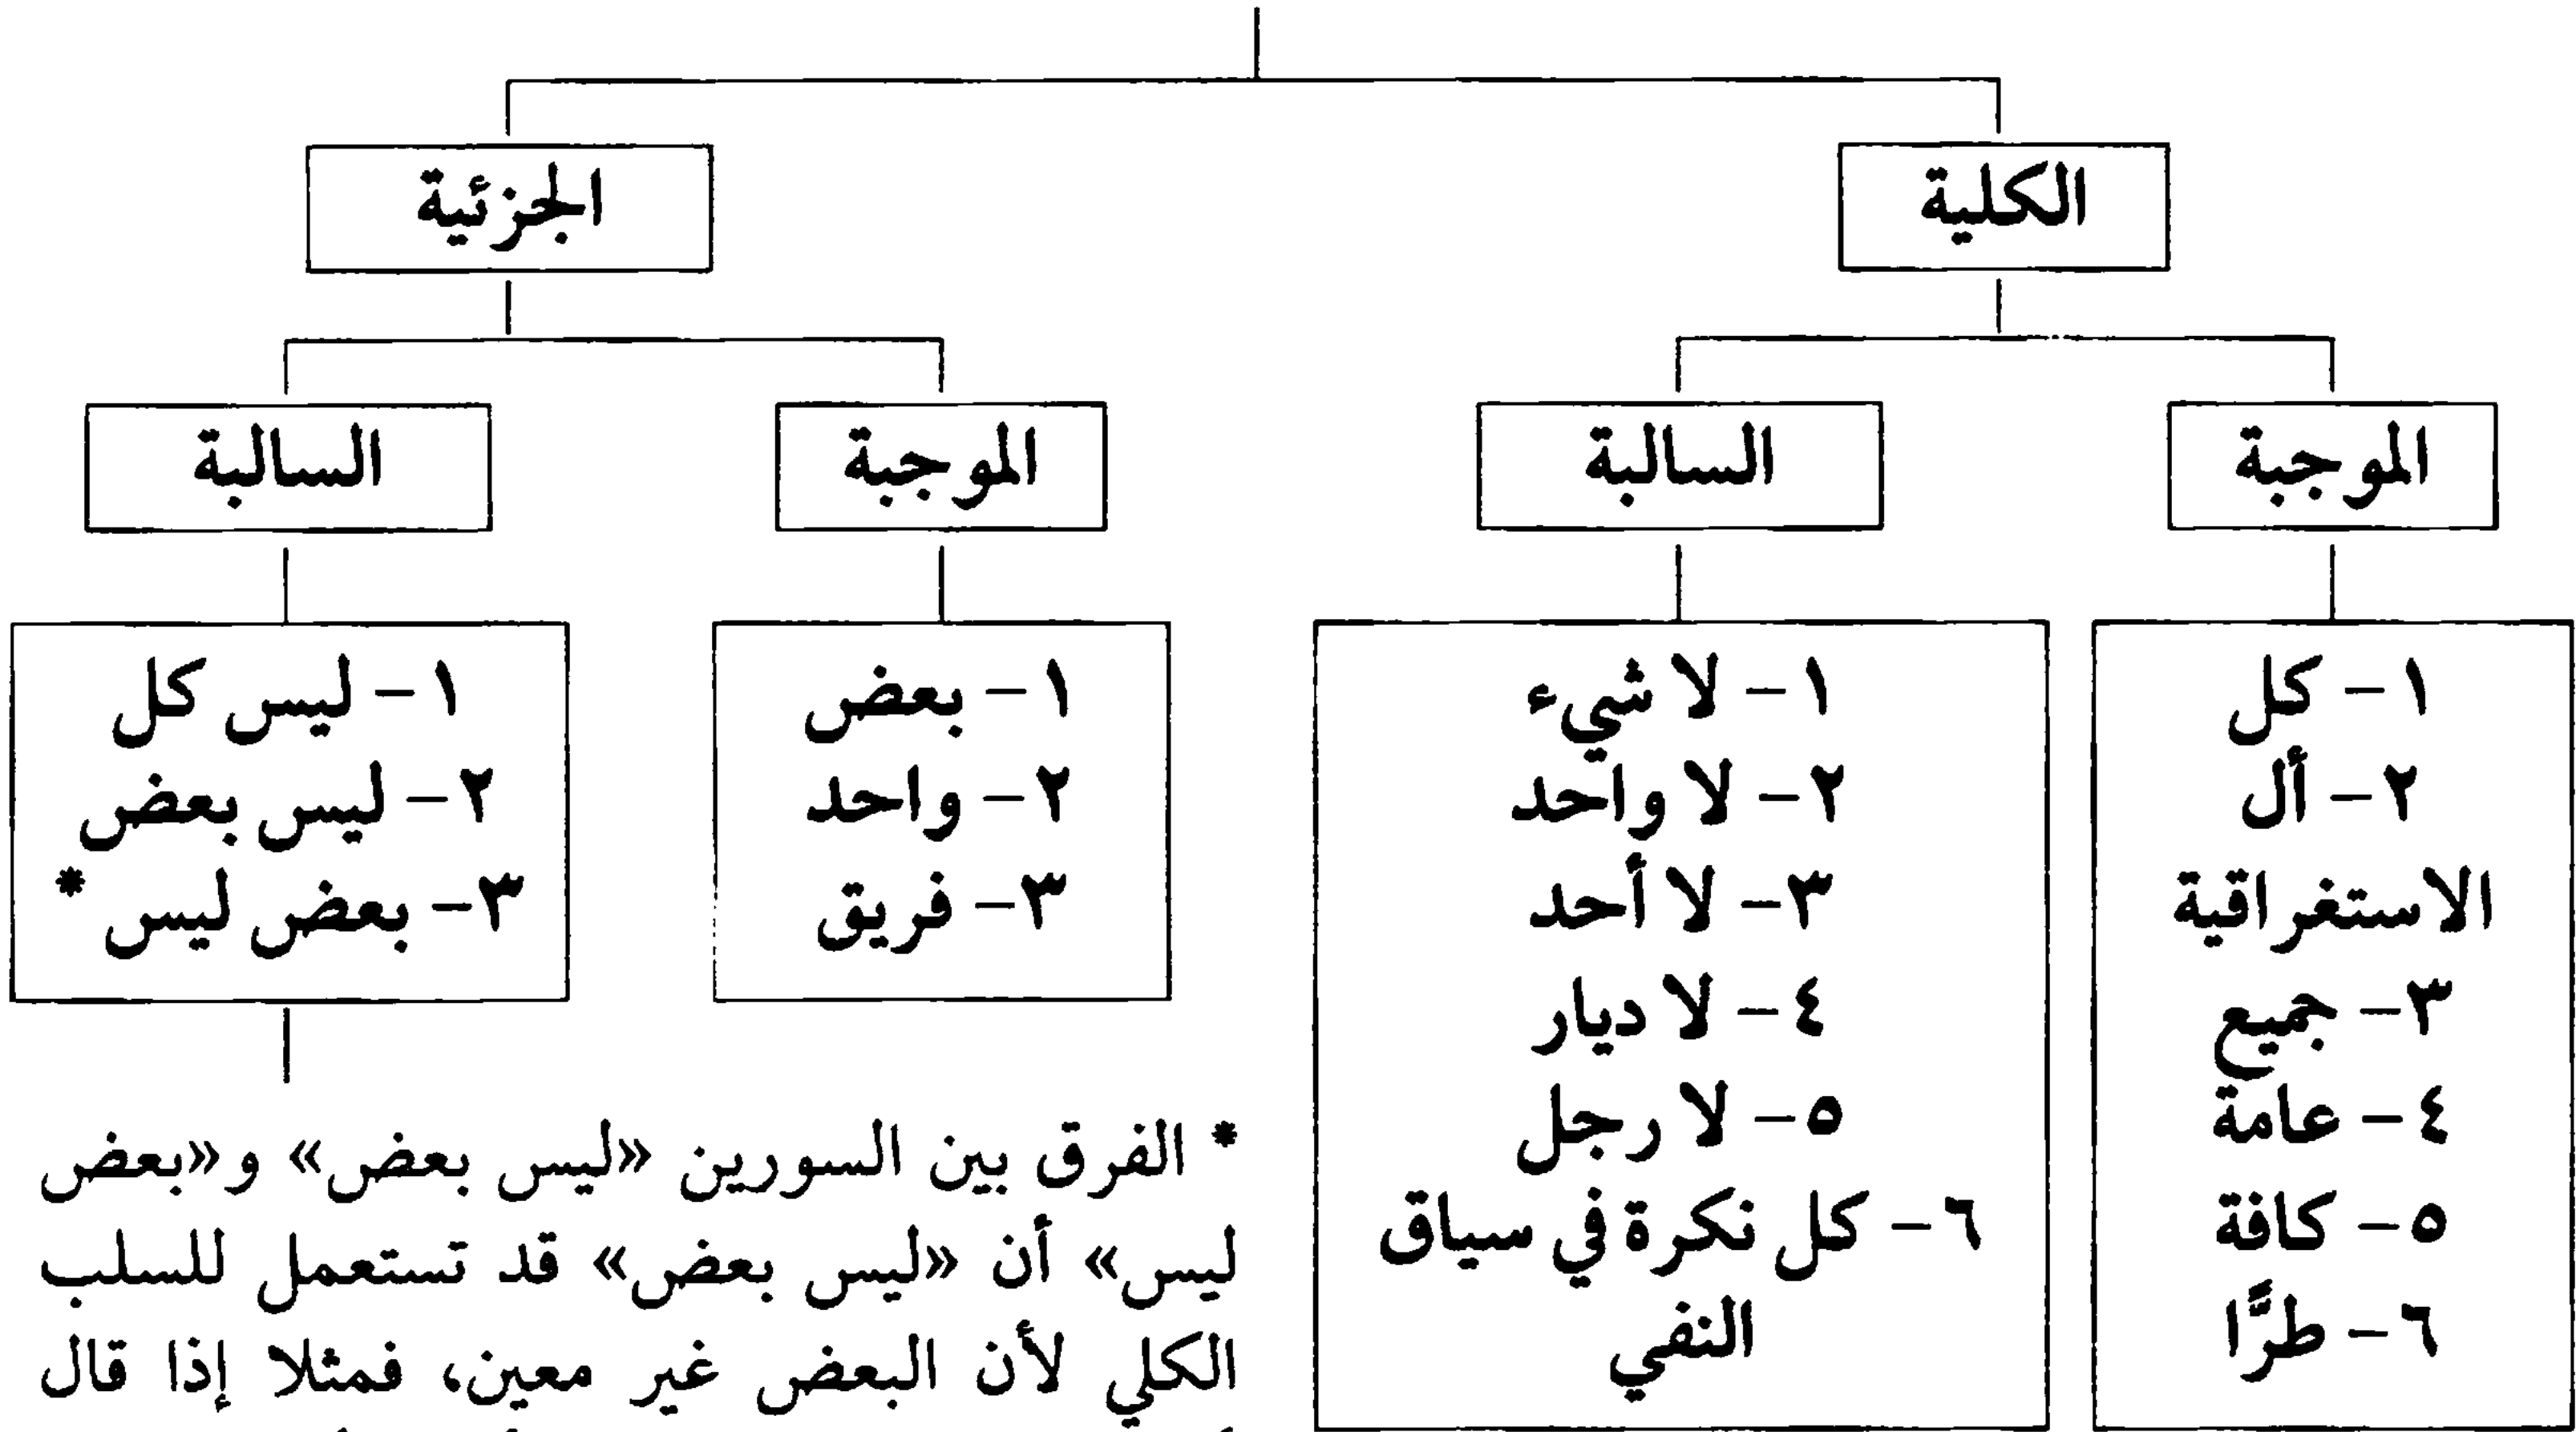 الكلية
الجزئية
الموجبة
السالبة
الموجبة
السالبة
١- كل
٢- أل
الاستغراقية
٣- جميع
٤- عامة
٥- كافة
٦- طرًّا
١- لا شيء
٢- لا واحد
٣- لا أحد
٤- لا ديار
٥- لا رجل
٦- كل نكرة في سياق
النفي
١- بعض
٢- واحد
٣- فريق
١- ليس كل
٢- ليس بعض
٣- بعض ليس*
* الفرق بين السورين «ليس بعض» و«بعض
ليس» أن «ليس بعض» قد تستعمل للسلب
الكلي لأن البعض غير معين، فمثلا إذا قال